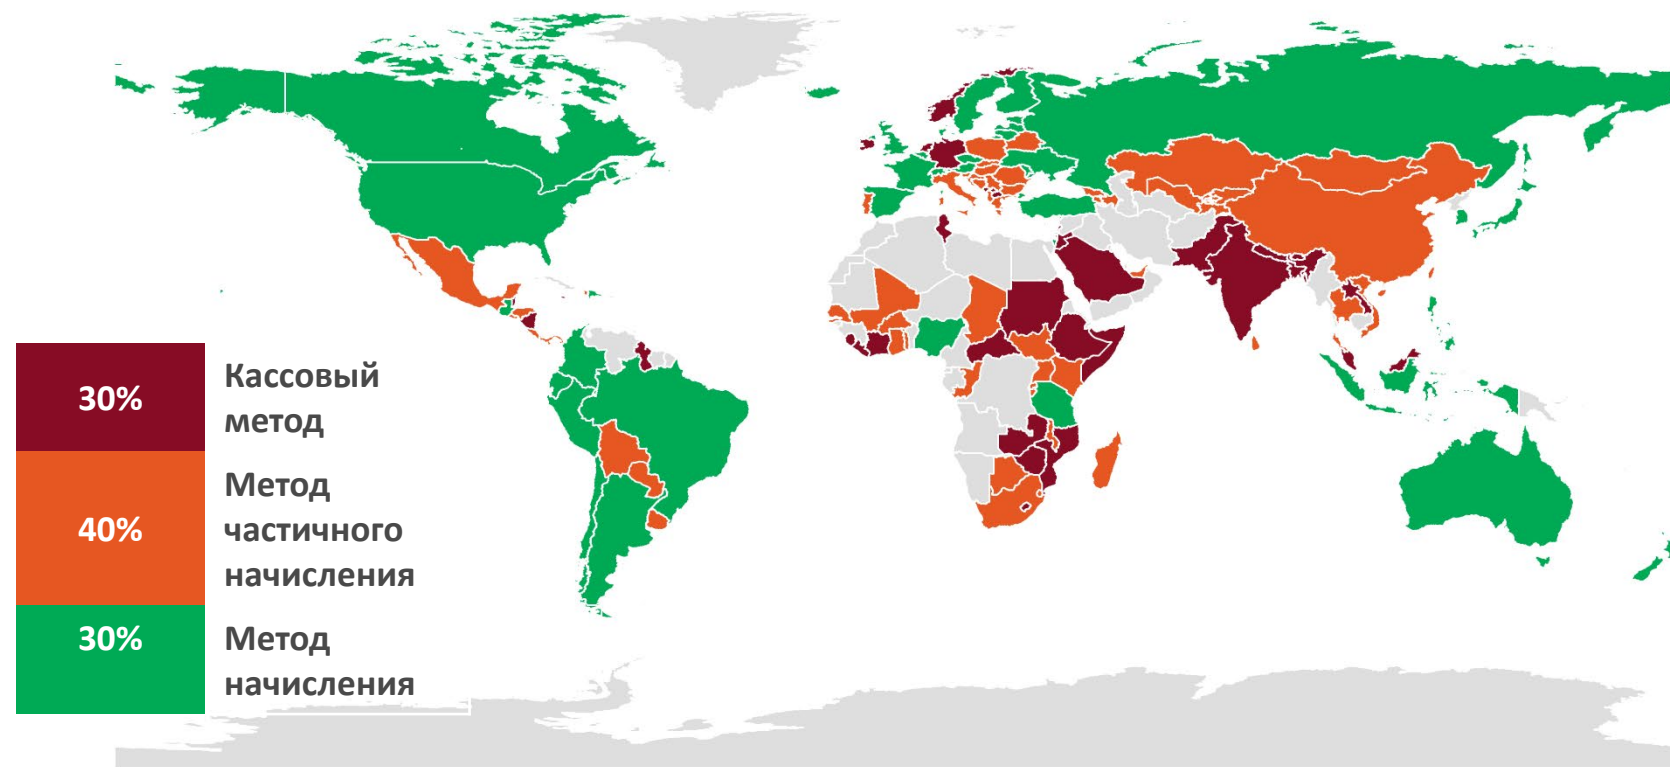 30%
Кассовый
метод
40%
Метод
частичного
начисления
30%
Метод
начисления